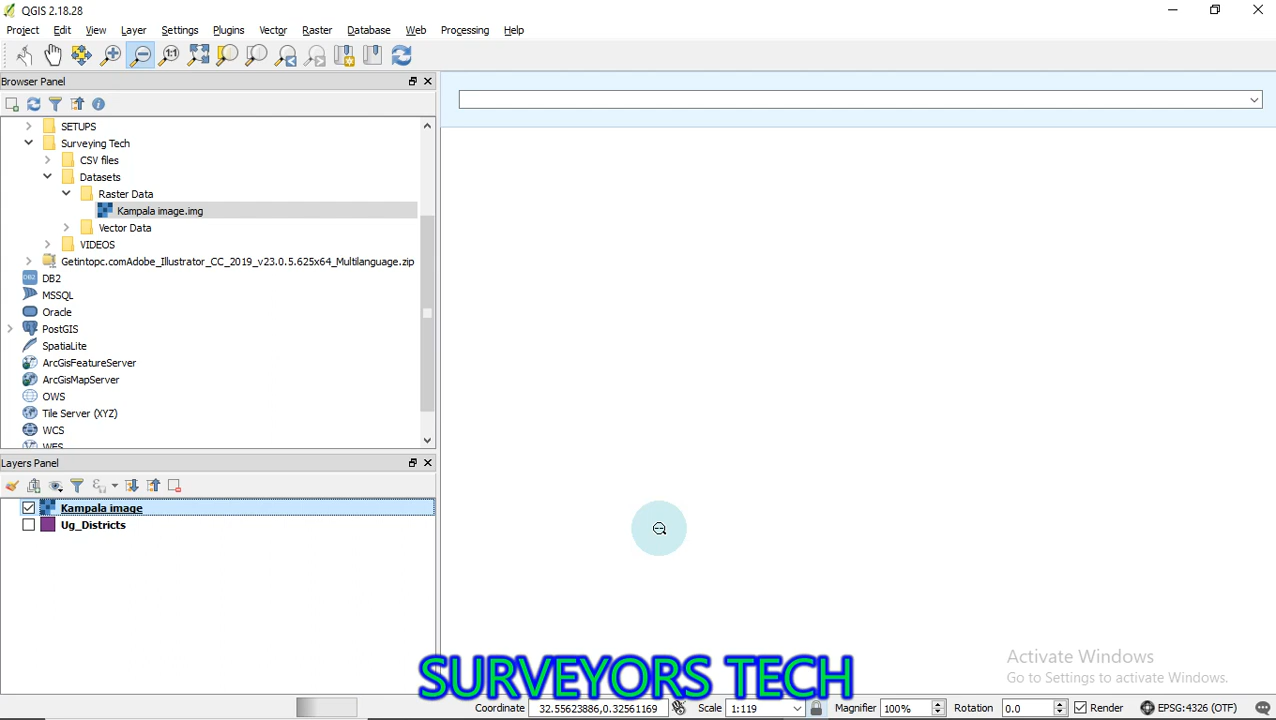 QGIS 2.18.28
Project Edit View Layer Settings Plugins Vector Raster Database Web Processing Help
Browser Panel
SETUPS
Surveying Tech
CSV files
Datasets
Raster Data
Kampala image.img
Vector Data
VIDEOS
Getintopc.comAdobe_Illustrator_CC_2019_v23.0.5.625x64_Multilanguage.zip
DB2
MSSQL
Oracle
PostGIS
SpatiaLite
ArcGisFeatureServer
ArcGisMapServer
OWS
Tile Server (XYZ)
WCS
WFS
Layers Panel
Kampala image
Ug_Districts
SURVEYORS TECH
Activate Windows
Go to Settings to activate Windows.
Coordinate 32.55623886,0.32561169 Scale 1:119 Magnifier 100% Rotation 0.0 Render EPSG:4326 (OTF)